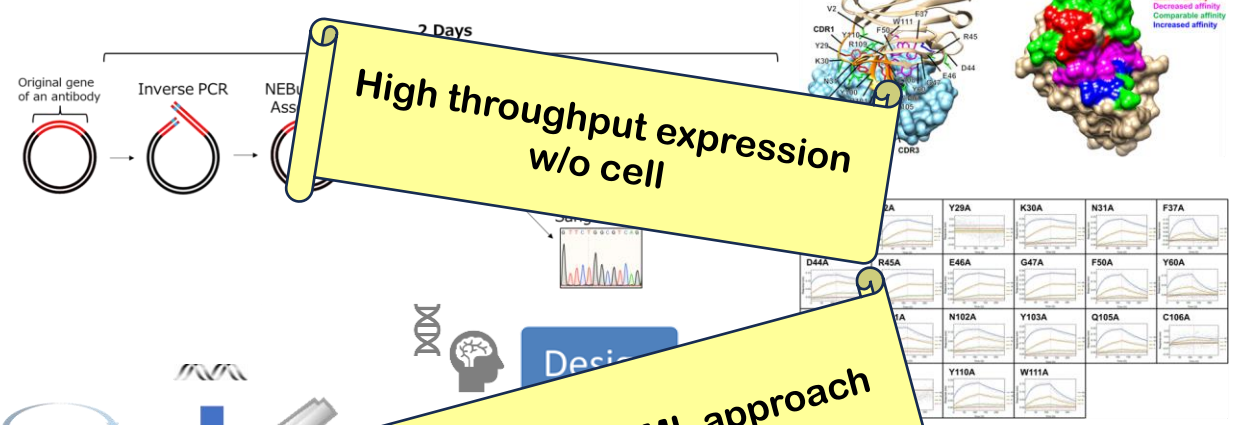 2 Days
Original gene
of an antibody
Inverse PCR
High throughput expression
w/o cell
G T T C T G G C G T C A G
Desi
approach
V2
CDR1
Y29
K30
Y110
R109
F50
W111
F37
R45
D44
E46
CDR3
Decreased affinity
Comparable affinity
Increased affinity
Y29A
K30A
N31A
F37A
D44A
R45A
E46A
G47A
F50A
Y60A
N102A
Y103A
Q105A
C106A
Y110A
W111A